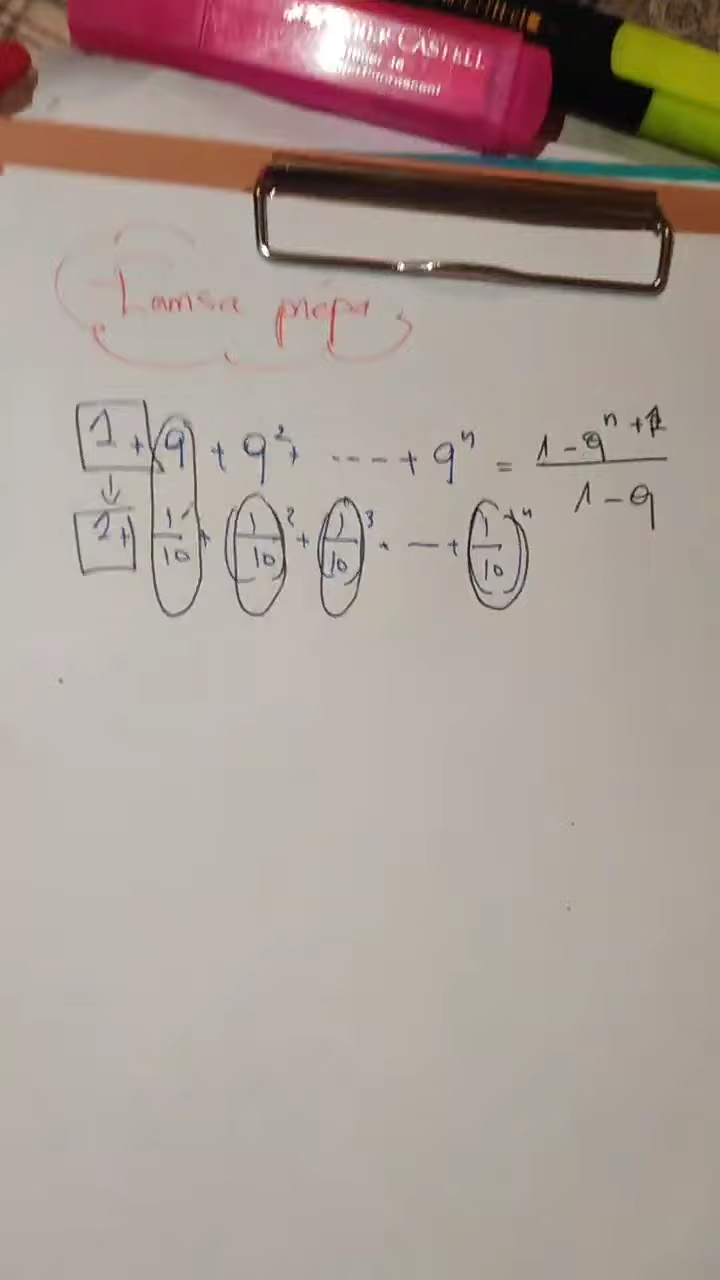 CASTELL
Lamsa prepa
1 + q + q² + ---- + qⁿ = (1 - qⁿ⁺¹)/(1 - q)
↓
1 + 1/10 + (1/10)² + (1/10)³ . — + (1/10)ⁿ